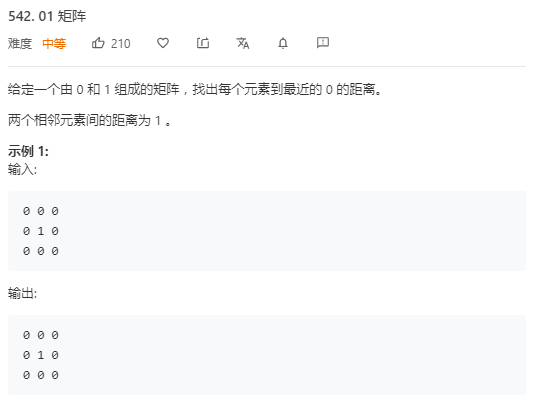 542. 01 矩阵
难度 中等 210
给定一个由 0 和 1 组成的矩阵，找出每个元素到最近的 0 的距离。
两个相邻元素间的距离为 1 。
示例 1:
输入:
0 0 0
0 1 0
0 0 0
输出:
0 0 0
0 1 0
0 0 0